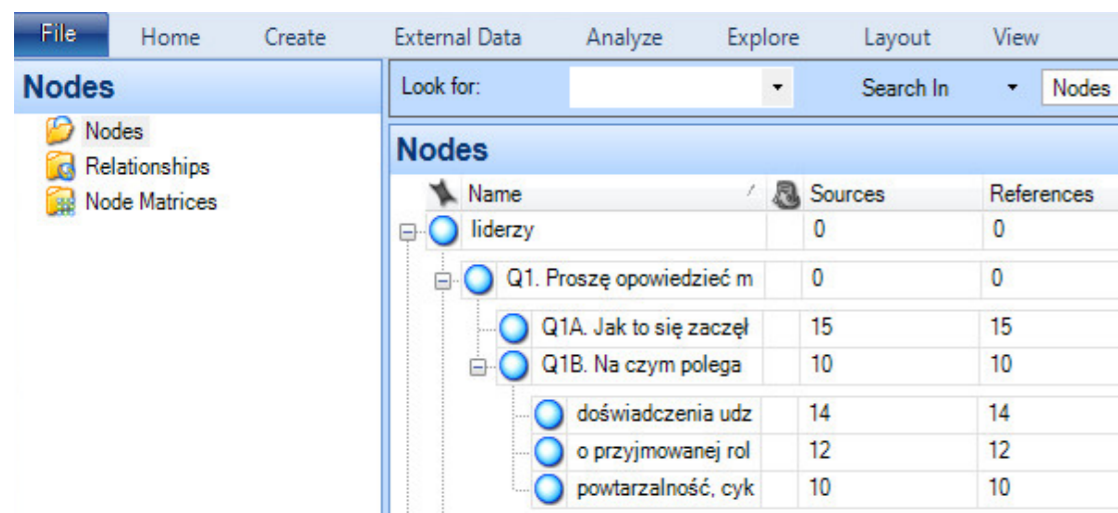 File Home Create External Data Analyze Explore Layout View
Nodes
Nodes
Relationships
Node Matrices
Look for: Search In Nodes
Nodes
Name Sources References
liderzy 0 0
Q1. Proszę opowiedzieć m 0 0
Q1A. Jak to się zaczęł 15 15
Q1B. Na czym polega 10 10
doświadczenia udz 14 14
o przyjmowanej rol 12 12
powtarzalność, cyk 10 10